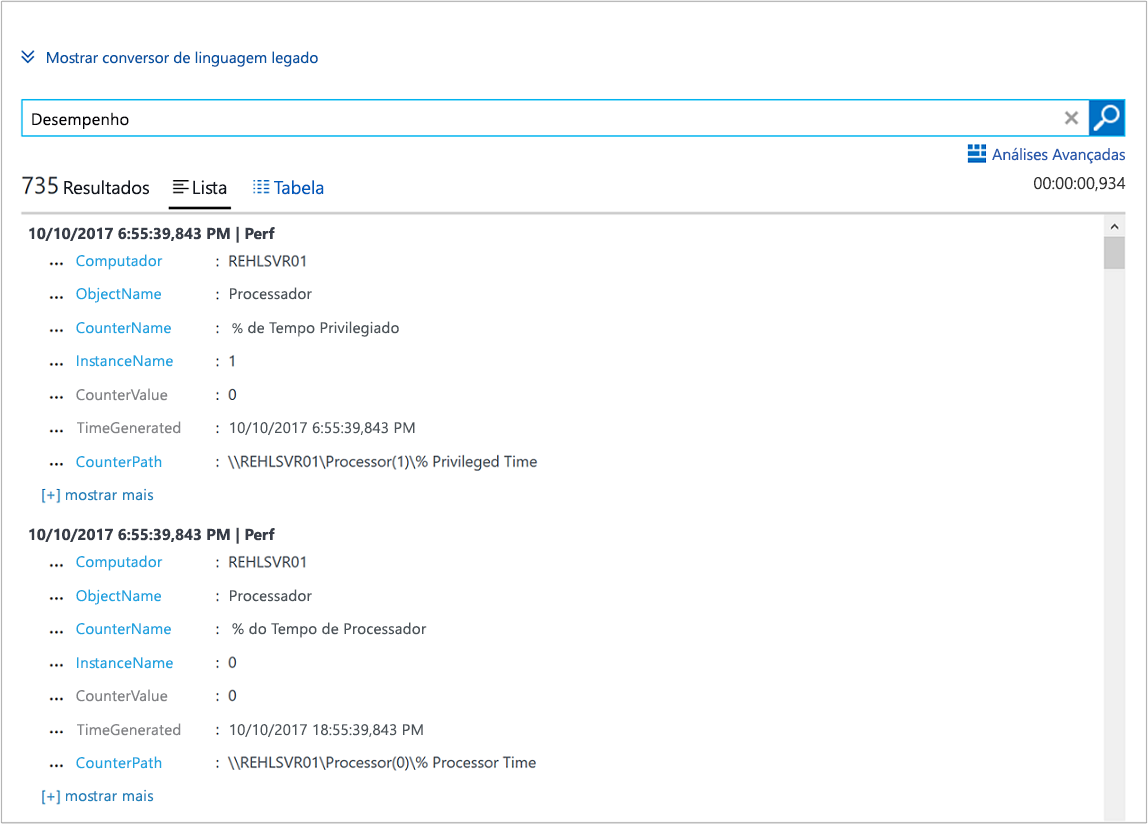 Mostrar conversor de linguagem legado
Desempenho
Análises Avançadas
735 Resultados Lista Tabela 00:00:00,934
10/10/2017 6:55:39,843 PM | Perf
... Computador : REHLSVR01
... ObjectName : Processador
... CounterName : % de Tempo Privilegiado
... InstanceName : 1
... CounterValue : 0
... TimeGenerated : 10/10/2017 6:55:39,843 PM
... CounterPath : \\REHLSVR01\Processor(1)\% Privileged Time
[+] mostrar mais
10/10/2017 6:55:39,843 PM | Perf
... Computador : REHLSVR01
... ObjectName : Processador
... CounterName : % do Tempo de Processador
... InstanceName : 0
... CounterValue : 0
... TimeGenerated : 10/10/2017 18:55:39,843 PM
... CounterPath : \\REHLSVR01\Processor(0)\% Processor Time
[+] mostrar mais